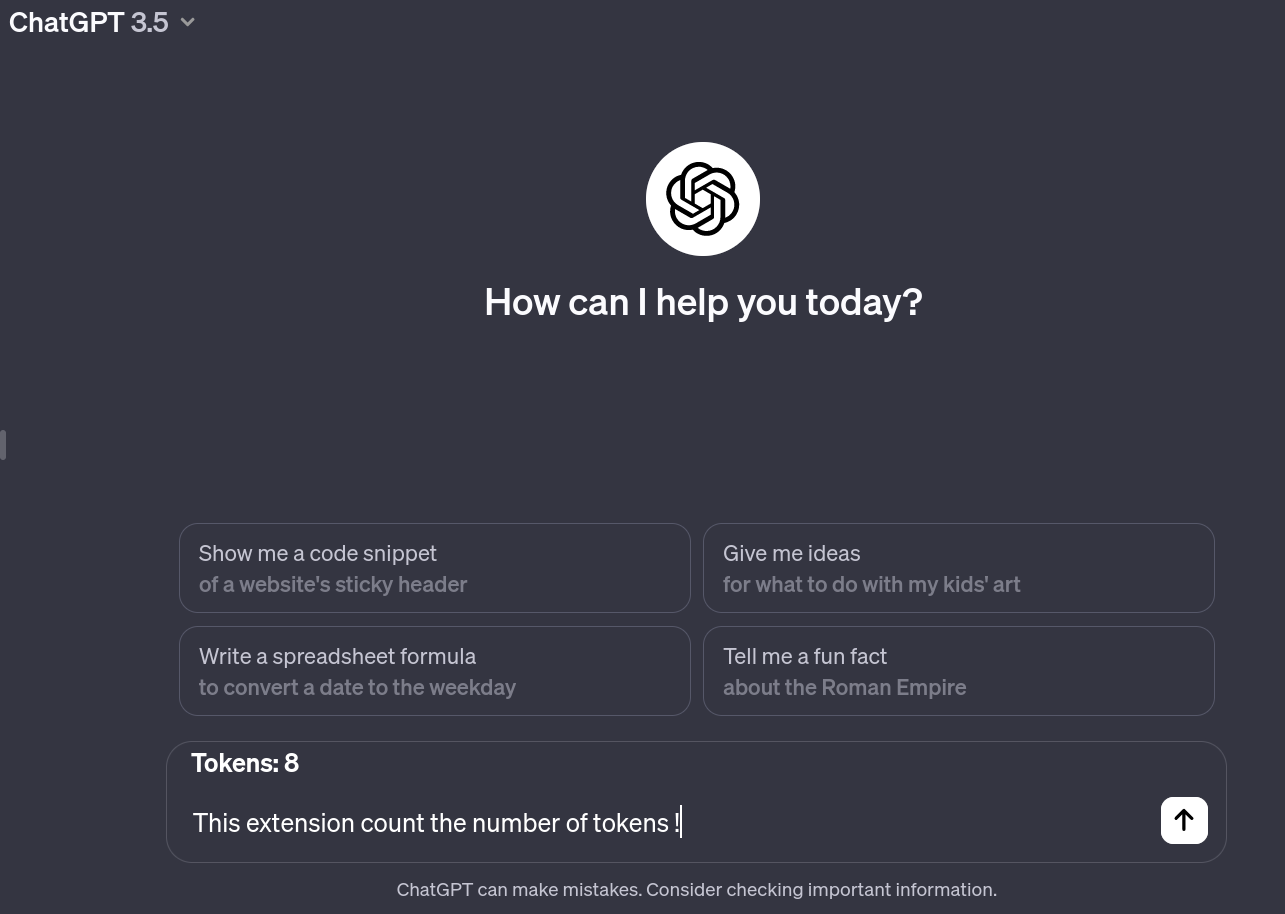 ChatGPT 3.5
How can I help you today?
Show me a code snippet
of a website's sticky header
Give me ideas
for what to do with my kids' art
Write a spreadsheet formula
to convert a date to the weekday
Tell me a fun fact
about the Roman Empire
Tokens: 8
This extension count the number of tokens !
ChatGPT can make mistakes. Consider checking important information.